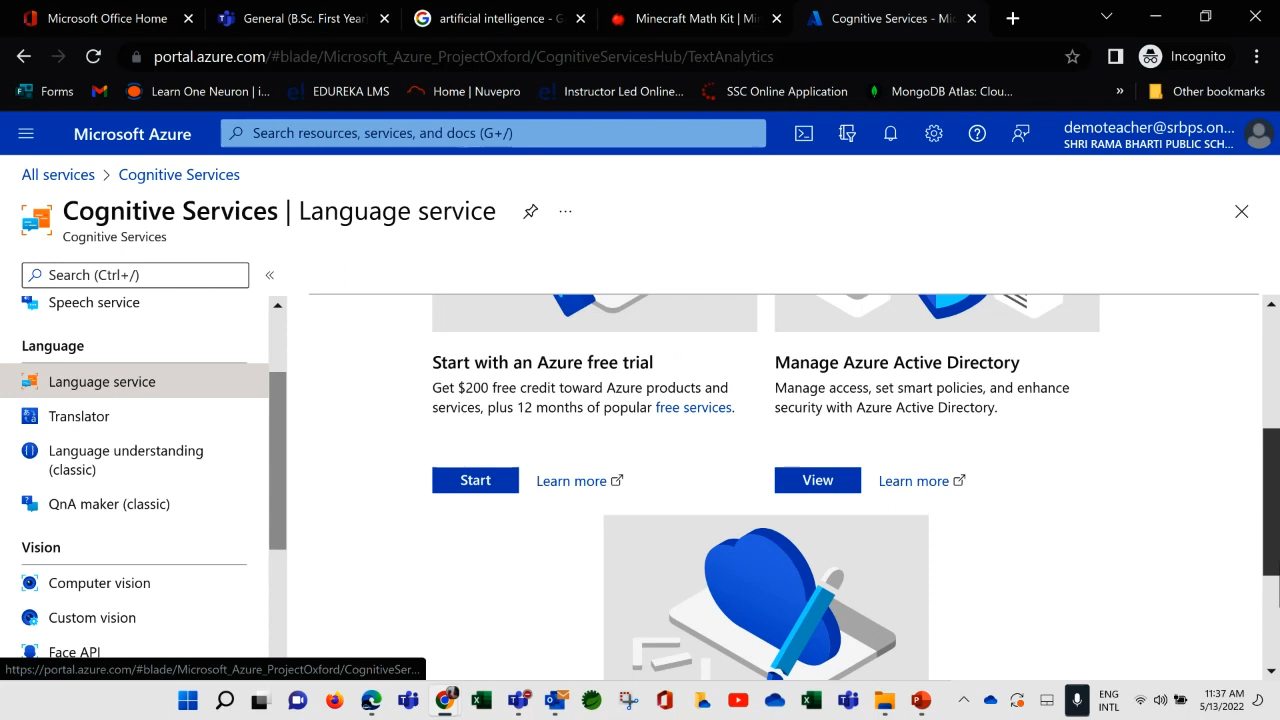 Microsoft Office Home
General (B.Sc. First Year
artificial intelligence - G
Minecraft Math Kit | Min
Cognitive Services - Mic
portal.azure.com/#blade/Microsoft_Azure_ProjectOxford/CognitiveServicesHub/TextAnalytics
Incognito
Forms
Learn One Neuron | i...
EDUREKA LMS
Home | Nuvepro
Instructor Led Online...
SSC Online Application
MongoDB Atlas: Clou...
»
Other bookmarks
Microsoft Azure
Search resources, services, and docs (G+/)
demoteacher@srbps.on...
SHRI RAMA BHARTI PUBLIC SCH...
All services > Cognitive Services
Cognitive Services | Language service
Cognitive Services
Search (Ctrl+/)
«
Speech service
Language
Language service
Translator
Language understanding
(classic)
QnA maker (classic)
Vision
Computer vision
Custom vision
Face API
Start with an Azure free trial
Get $200 free credit toward Azure products and
services, plus 12 months of popular free services.
Start
Learn more
Manage Azure Active Directory
Manage access, set smart policies, and enhance
security with Azure Active Directory.
View
Learn more
https://portal.azure.com/#blade/Microsoft_Azure_ProjectOxford/CognitiveSer...
ENG
INTL
11:37 AM
5/13/2022